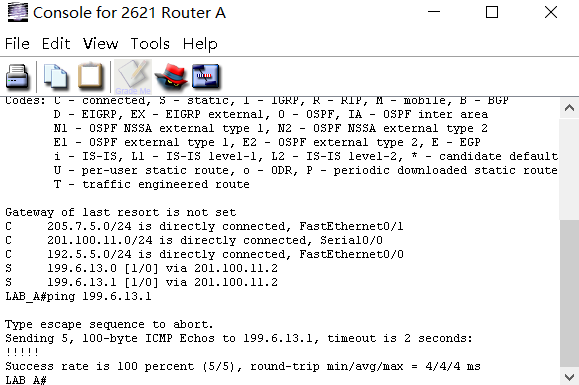 Console for 2621 Router A
File Edit View Tools Help
Grade Me
Codes: C - connected, S - static, I - IGRP, R - RIP, M - mobile, B - BGP
D - EIGRP, EX - EIGRP external, O - OSPF, IA - OSPF inter area
N1 - OSPF NSSA external type 1, N2 - OSPF NSSA external type 2
E1 - OSPF external type 1, E2 - OSPF external type 2, E - EGP
i - IS-IS, L1 - IS-IS level-1, L2 - IS-IS level-2, * - candidate default
U - per-user static route, o - ODR, P - periodic downloaded static route
T - traffic engineered route
Gateway of last resort is not set
C 205.7.5.0/24 is directly connected, FastEthernet0/1
C 201.100.11.0/24 is directly connected, Serial0/0
C 192.5.5.0/24 is directly connected, FastEthernet0/0
S 199.6.13.0 [1/0] via 201.100.11.2
S 199.6.13.1 [1/0] via 201.100.11.2
LAB_A#ping 199.6.13.1
Type escape sequence to abort.
Sending 5, 100-byte ICMP Echos to 199.6.13.1, timeout is 2 seconds:
!!!!!
Success rate is 100 percent (5/5), round-trip min/avg/max = 4/4/4 ms
LAB_A#